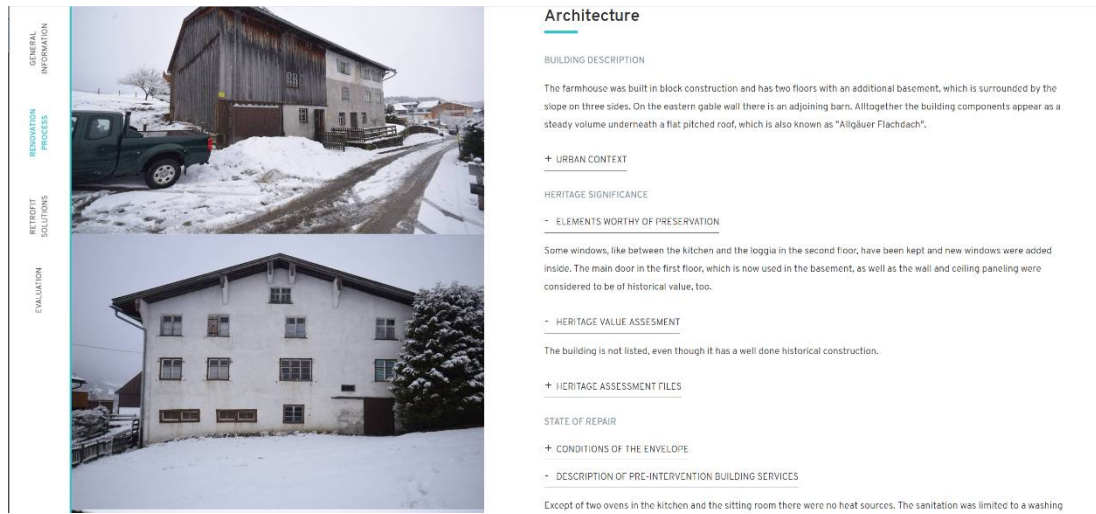 GENERAL
INFORMATION
RENOVATION
PROCESS
RETROFIT
SOLUTIONS
EVALUATION
Architecture
BUILDING DESCRIPTION
The farmhouse was built in block construction and has two floors with an additional basement, which is surrounded by the
slope on three sides. On the eastern gable wall there is an adjoining barn. Alltogether the building components appear as a
steady volume underneath a flat pitched roof, which is also known as "Allgäuer Flachdach".
+ URBAN CONTEXT
HERITAGE SIGNIFICANCE
- ELEMENTS WORTHY OF PRESERVATION
Some windows, like between the kitchen and the loggia in the second floor, have been kept and new windows were added
inside. The main door in the first floor, which is now used in the basement, as well as the wall and ceiling paneling were
considered to be of historical value, too.
- HERITAGE VALUE ASSESMENT
The building is not listed, even though it has a well done historical construction.
+ HERITAGE ASSESSMENT FILES
STATE OF REPAIR
+ CONDITIONS OF THE ENVELOPE
- DESCRIPTION OF PRE-INTERVENTION BUILDING SERVICES
Except of two ovens in the kitchen and the sitting room there were no heat sources. The sanitation was limited to a washing